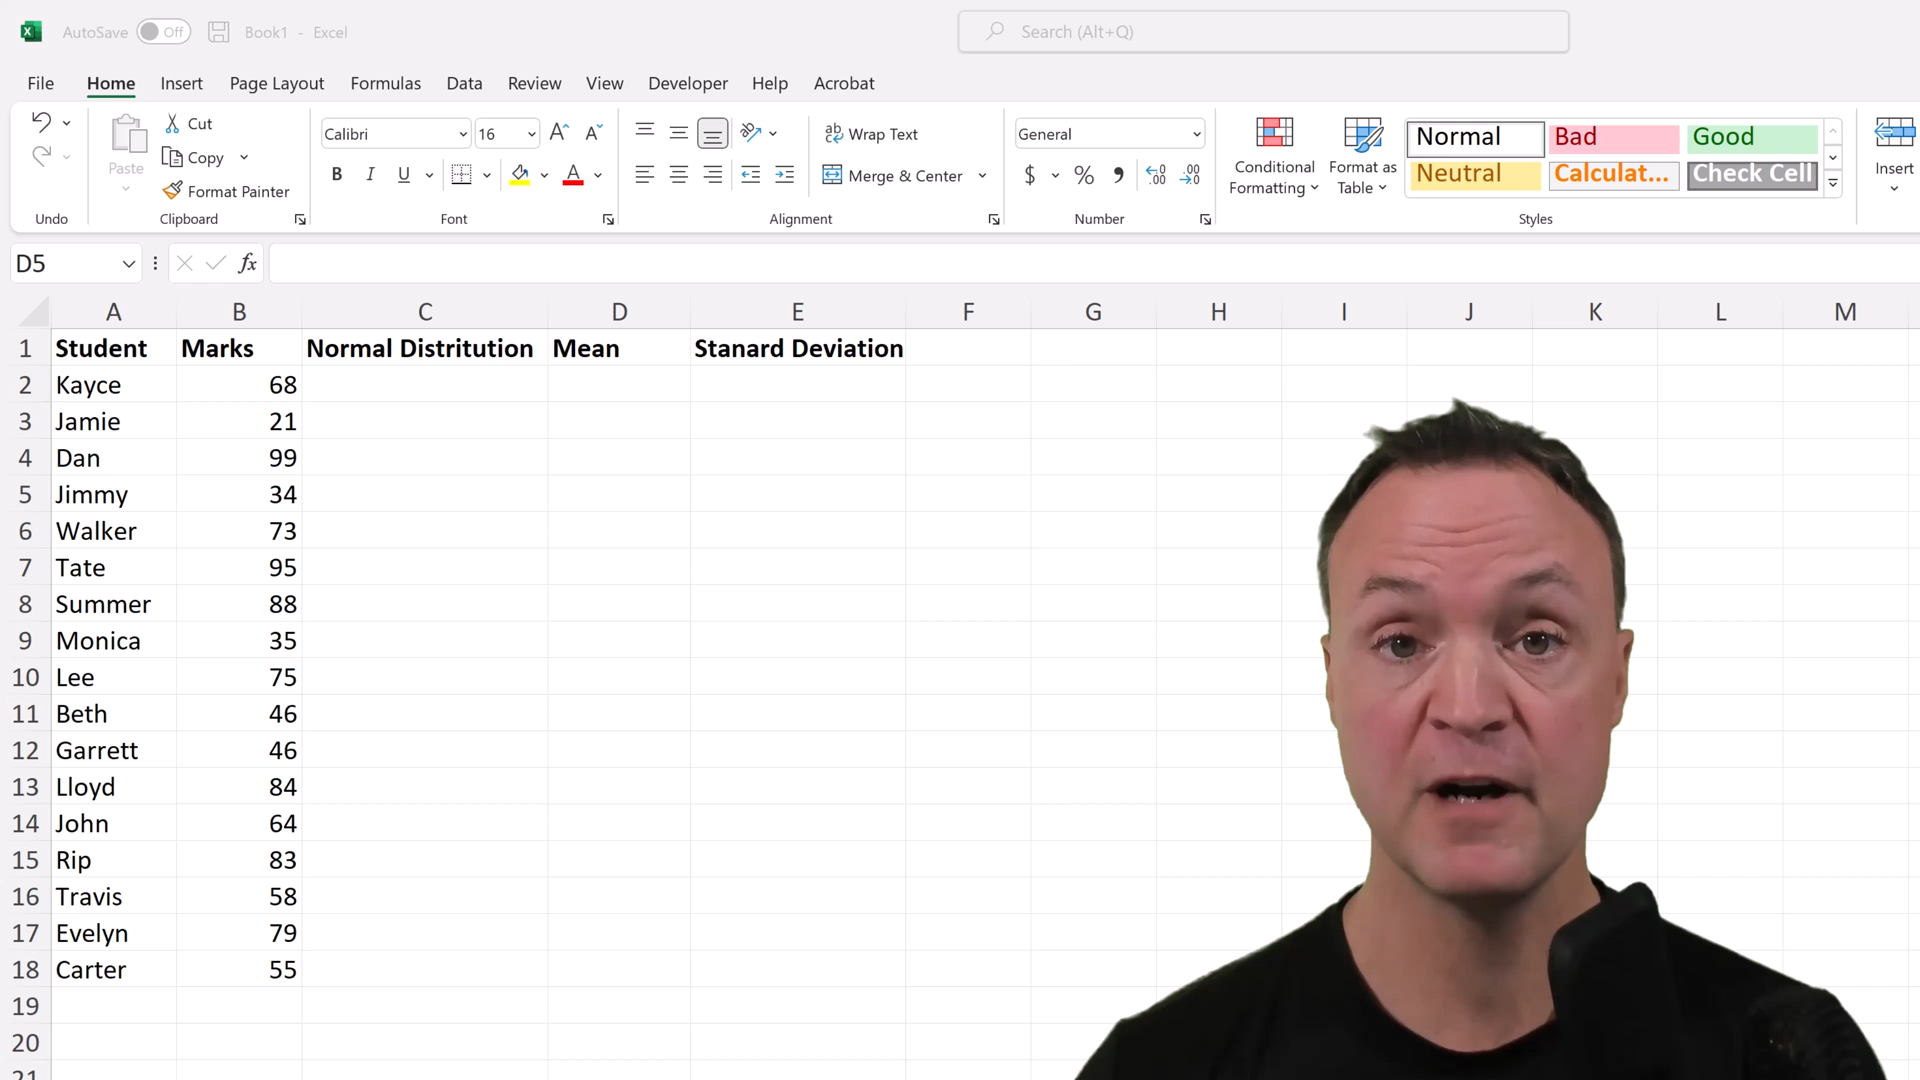 AutoSave Off Book1 - Excel Search (Alt+Q)
File Home Insert Page Layout Formulas Data Review View Developer Help Acrobat
Undo
Paste
Cut
Copy
Format Painter
Clipboard
Calibri 16
B I U
Font
Wrap Text
Merge & Center
Alignment
General
$ % 9
Number
Conditional Formatting
Format as Table
Normal Bad Good
Neutral Calculat... Check Cell
Styles
Insert
D5 fx
A B C D E F G H I J K L M
1 Student Marks Normal Distritution Mean Stanard Deviation
2 Kayce 68
3 Jamie 21
4 Dan 99
5 Jimmy 34
6 Walker 73
7 Tate 95
8 Summer 88
9 Monica 35
10 Lee 75
11 Beth 46
12 Garrett 46
13 Lloyd 84
14 John 64
15 Rip 83
16 Travis 58
17 Evelyn 79
18 Carter 55
19
20
21